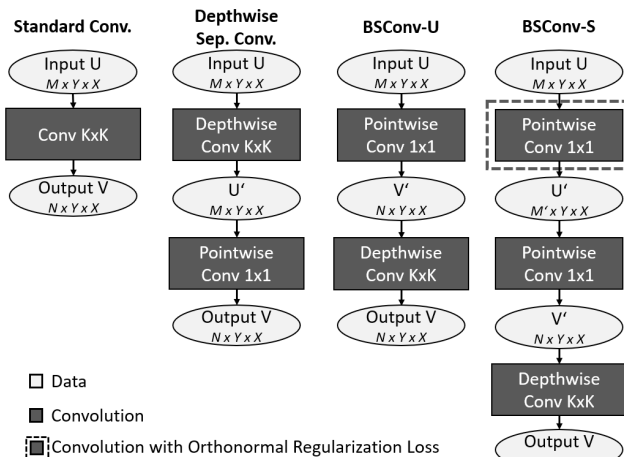 Standard Conv.
Input U
M x Y x X
Conv KxK
Output V
N x Y x X
Depthwise
Sep. Conv.
Input U
M x Y x X
Depthwise
Conv KxK
U'
M x Y x X
Pointwise
Conv 1x1
Output V
N x Y x X
BSConv-U
Input U
M x Y x X
Pointwise
Conv 1x1
V'
N x Y x X
Depthwise
Conv KxK
Output V
N x Y x X
BSConv-S
Input U
M x Y x X
Pointwise
Conv 1x1
U'
M' x Y x X
Pointwise
Conv 1x1
V'
N x Y x X
Depthwise
Conv KxK
Output V
Data
Convolution
Convolution with Orthonormal Regularization Loss